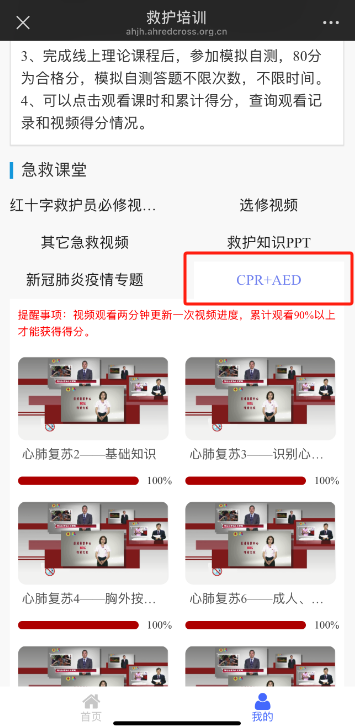 救护培训
ahjh.ahredcross.org.cn
3、完成线上理论课程后，参加模拟自测，80分
为合格分，模拟自测答题不限次数，不限时间。
4、可以点击观看课时和累计得分，查询观看记
录和视频得分情况。
急救课堂
红十字救护员必修视…
选修视频
其它急救视频
救护知识PPT
新冠肺炎疫情专题
CPR+AED
提醒事项：视频观看两分钟更新一次视频进度，累计观看90%以上
才能获得得分。
心肺复苏2——基础知识
心肺复苏3——识别心…
100%
100%
心肺复苏4——胸外按…
心肺复苏6——成人、…
100%
100%
首页
我的